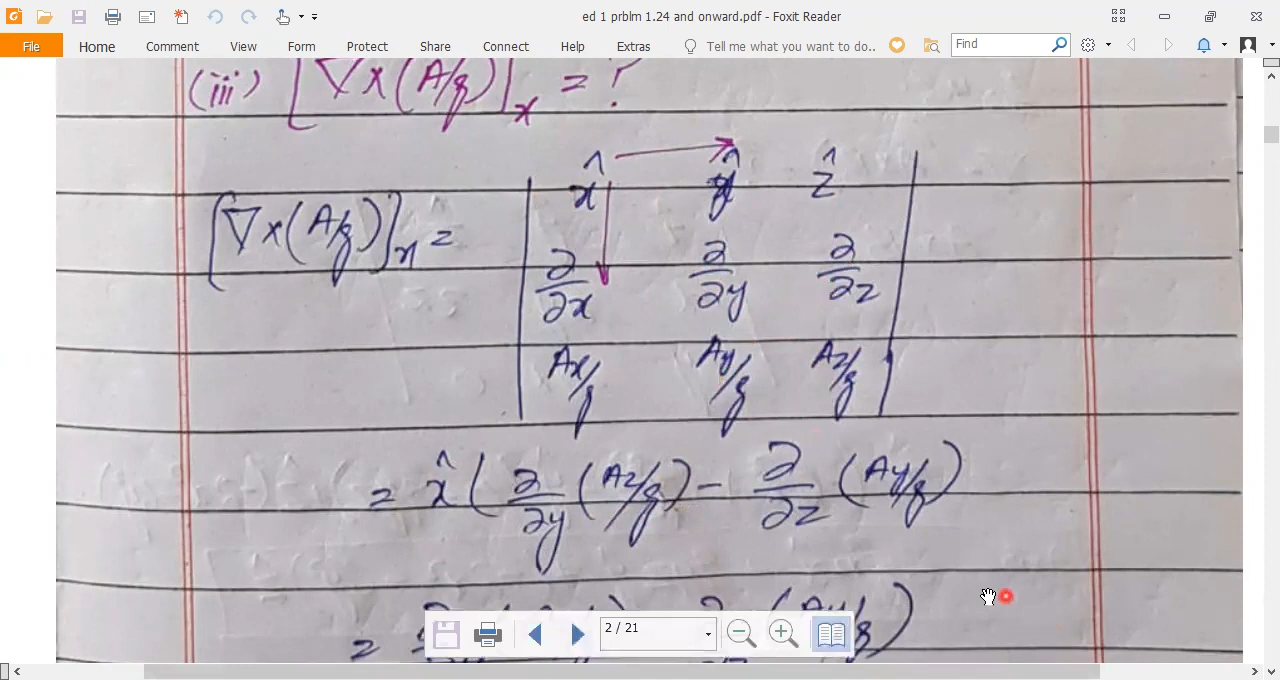 ed 1 prblm 1.24 and onward.pdf - Foxit Reader
File Home Comment View Form Protect Share Connect Help Extras Tell me what you want to do.. Find
(iii) [∇×(A/g)]x = ?
[∇×(A/g)]x = | x̂ ŷ ẑ |
∂/∂x ∂/∂y ∂/∂z
Ax/g Ay/g Az/g
= x̂ ( ∂/∂y (Az/g) - ∂/∂z (Ay/g)
=
2 / 21